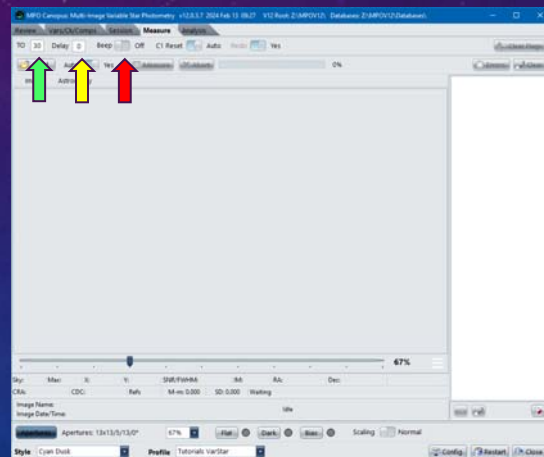 MPO Canopus: Multi-Image Variable Star Photometry v12.0.3.7 2024 Feb 13 09:27 V12 Root: Z:\MPOV12\ Databases: Z:\MPOV12\Databases\
Review Vars/Ck/Comps Session Measure Analysis
TO 30 Delay 0 Beep Off C1 Reset Auto Redo Yes
Yes 0%
67%
Sky: Max: X: Y: SNR/FWHM: IM: RA: Dec:
CRA: CDC: Refs M-m: 0.000 SD: 0.000 Waiting
Image Name:
Image Date/Time: Idle
Apertures Apertures: 13x13/5/13/0° 67% Flat Dark Bias Scaling Normal
Style Cyan Dusk Profile Tutorials VarStar Config Restart Close